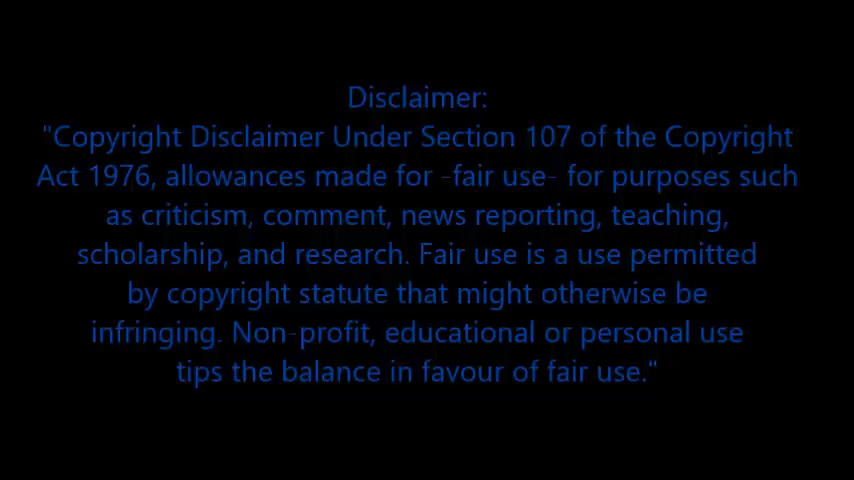 Disclaimer:
"Copyright Disclaimer Under Section 107 of the Copyright
Act 1976, allowances made for -fair use- for purposes such
as criticism, comment, news reporting, teaching,
scholarship, and research. Fair use is a use permitted
by copyright statute that might otherwise be
infringing. Non-profit, educational or personal use
tips the balance in favour of fair use."